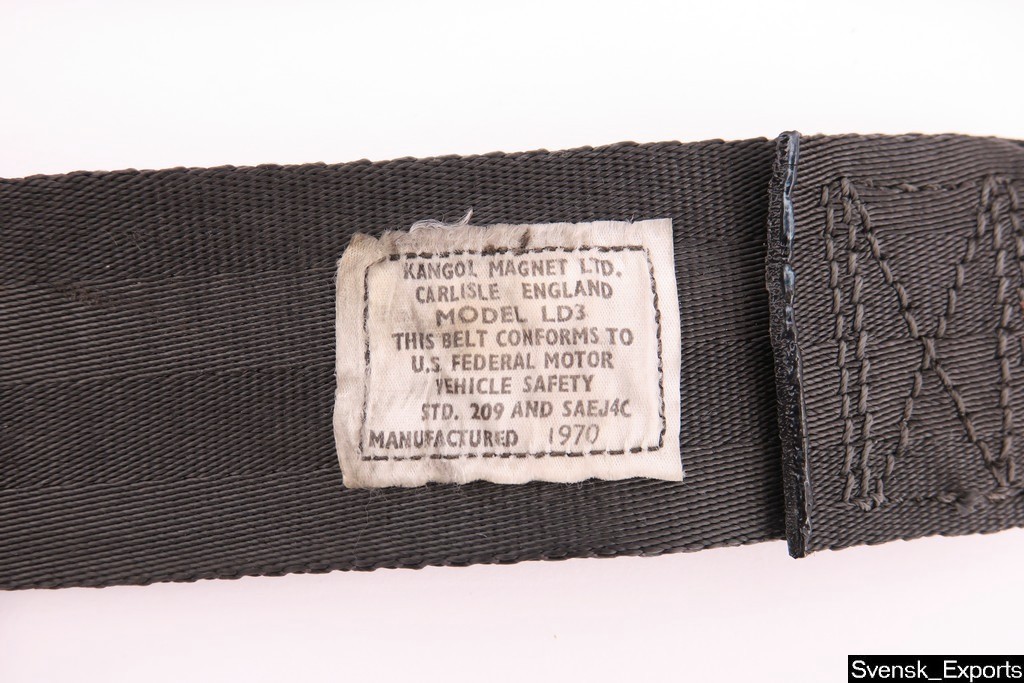 KANGOL MAGNET LTD.
CARLISLE ENGLAND
MODEL LD3
THIS BELT CONFORMS TO
U.S. FEDERAL MOTOR
VEHICLE SAFETY
STD. 209 AND SAEJ4C
MANUFACTURED 1970
Svensk_Exports